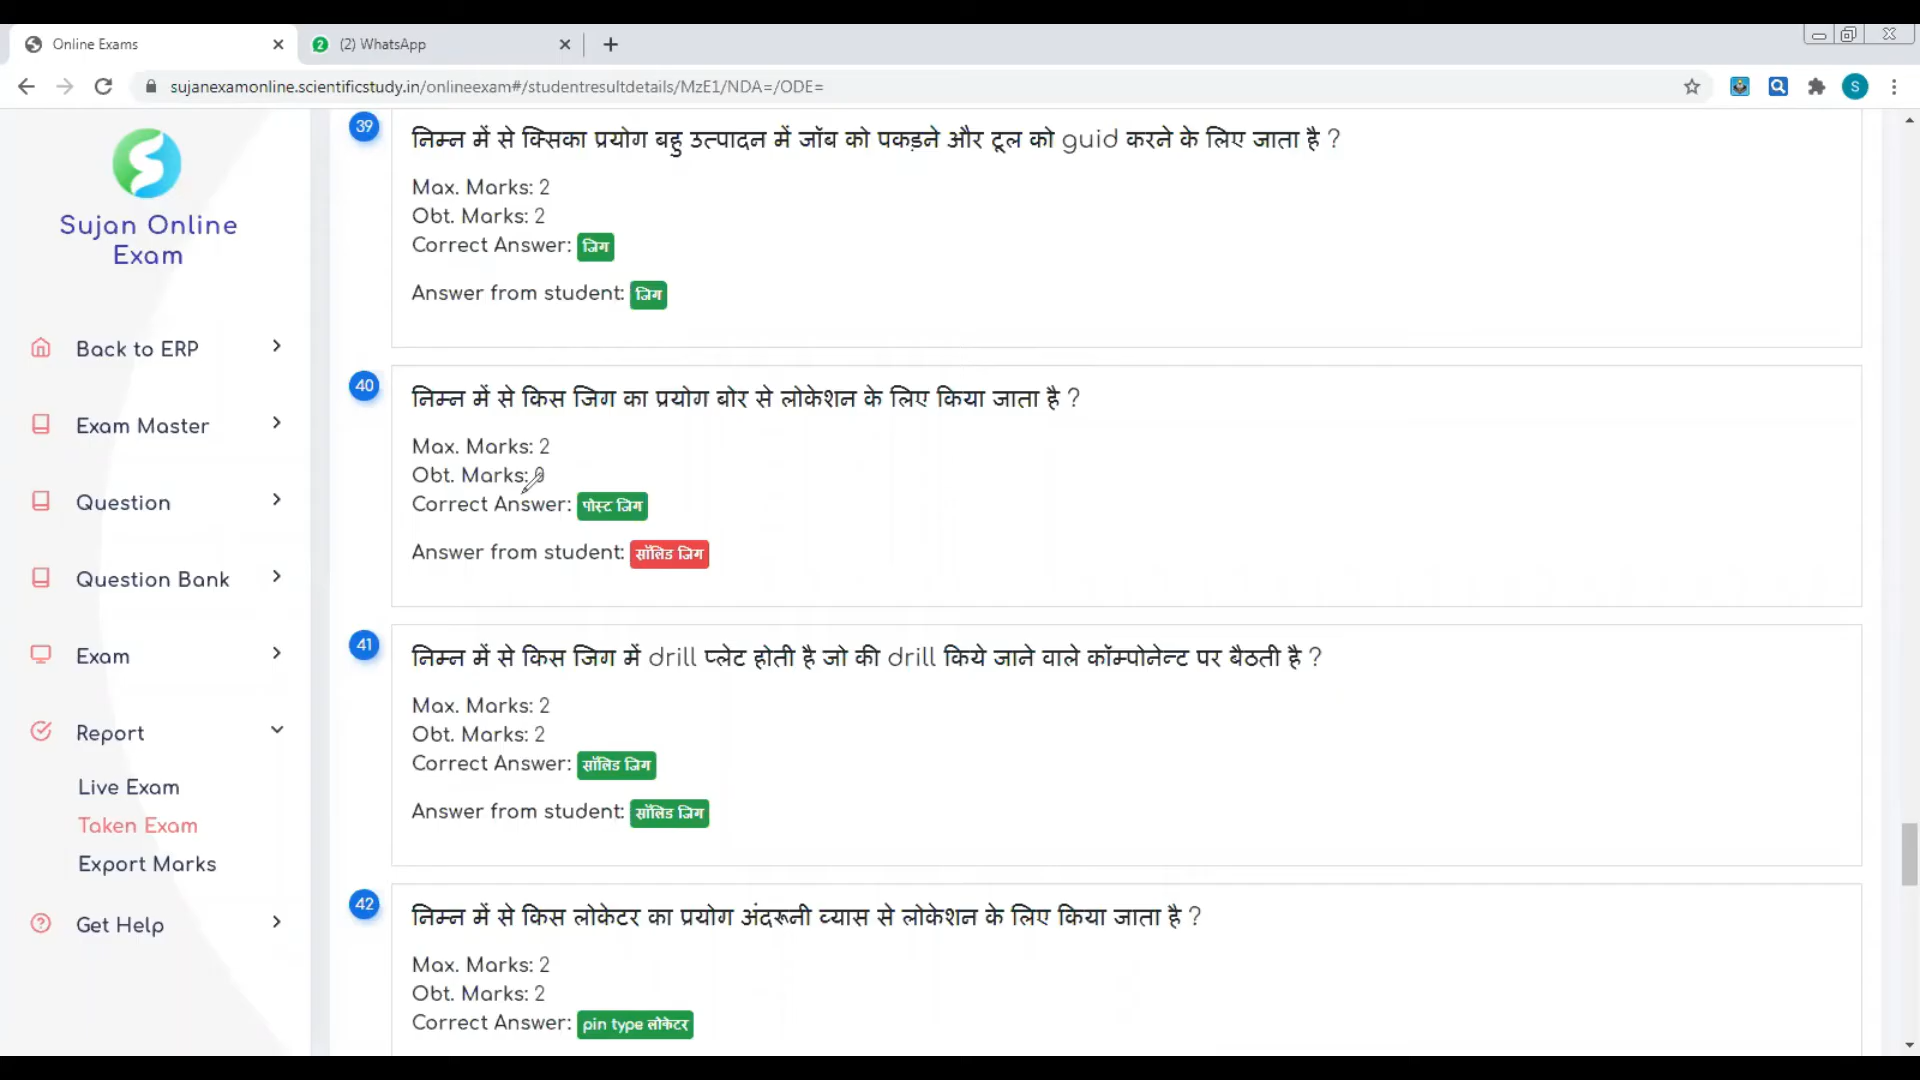 Online Exams
2
(2) WhatsApp
sujanexamonline.scientificstudy.in/onlineexam#/studentresultdetails/MzE1/NDA=/ODE=
S
Sujan Online
Exam
Back to ERP
Exam Master
Question
Question Bank
Exam
Report
Live Exam
Taken Exam
Export Marks
Get Help
39
निम्न में से क्सिका प्रयोग बहु उत्पादन में जॉब को पकड़ने और टूल को guid करने के लिए जाता है ?
Max. Marks: 2
Obt. Marks: 2
Correct Answer: जिग
Answer from student: जिग
40
निम्न में से किस जिग का प्रयोग बोर से लोकेशन के लिए किया जाता है ?
Max. Marks: 2
Obt. Marks:
Correct Answer: पोस्ट जिग
Answer from student: सॉलिड जिग
41
निम्न में से किस जिग में drill प्लेट होती है जो की drill किये जाने वाले कॉम्पोनेन्ट पर बैठती है ?
Max. Marks: 2
Obt. Marks: 2
Correct Answer: सॉलिड जिग
Answer from student: सॉलिड जिग
42
निम्न में से किस लोकेटर का प्रयोग अंदरूनी व्यास से लोकेशन के लिए किया जाता है ?
Max. Marks: 2
Obt. Marks: 2
Correct Answer: pin type लोकेटर